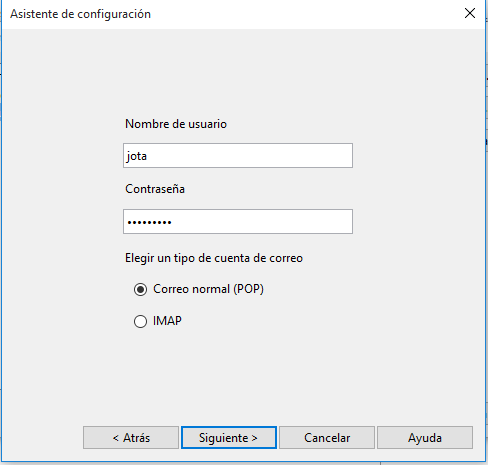 Asistente de configuración
Nombre de usuario
jota
Contraseña
•••••••••
Elegir un tipo de cuenta de correo
Correo normal (POP)
IMAP
< Atrás
Siguiente >
Cancelar
Ayuda